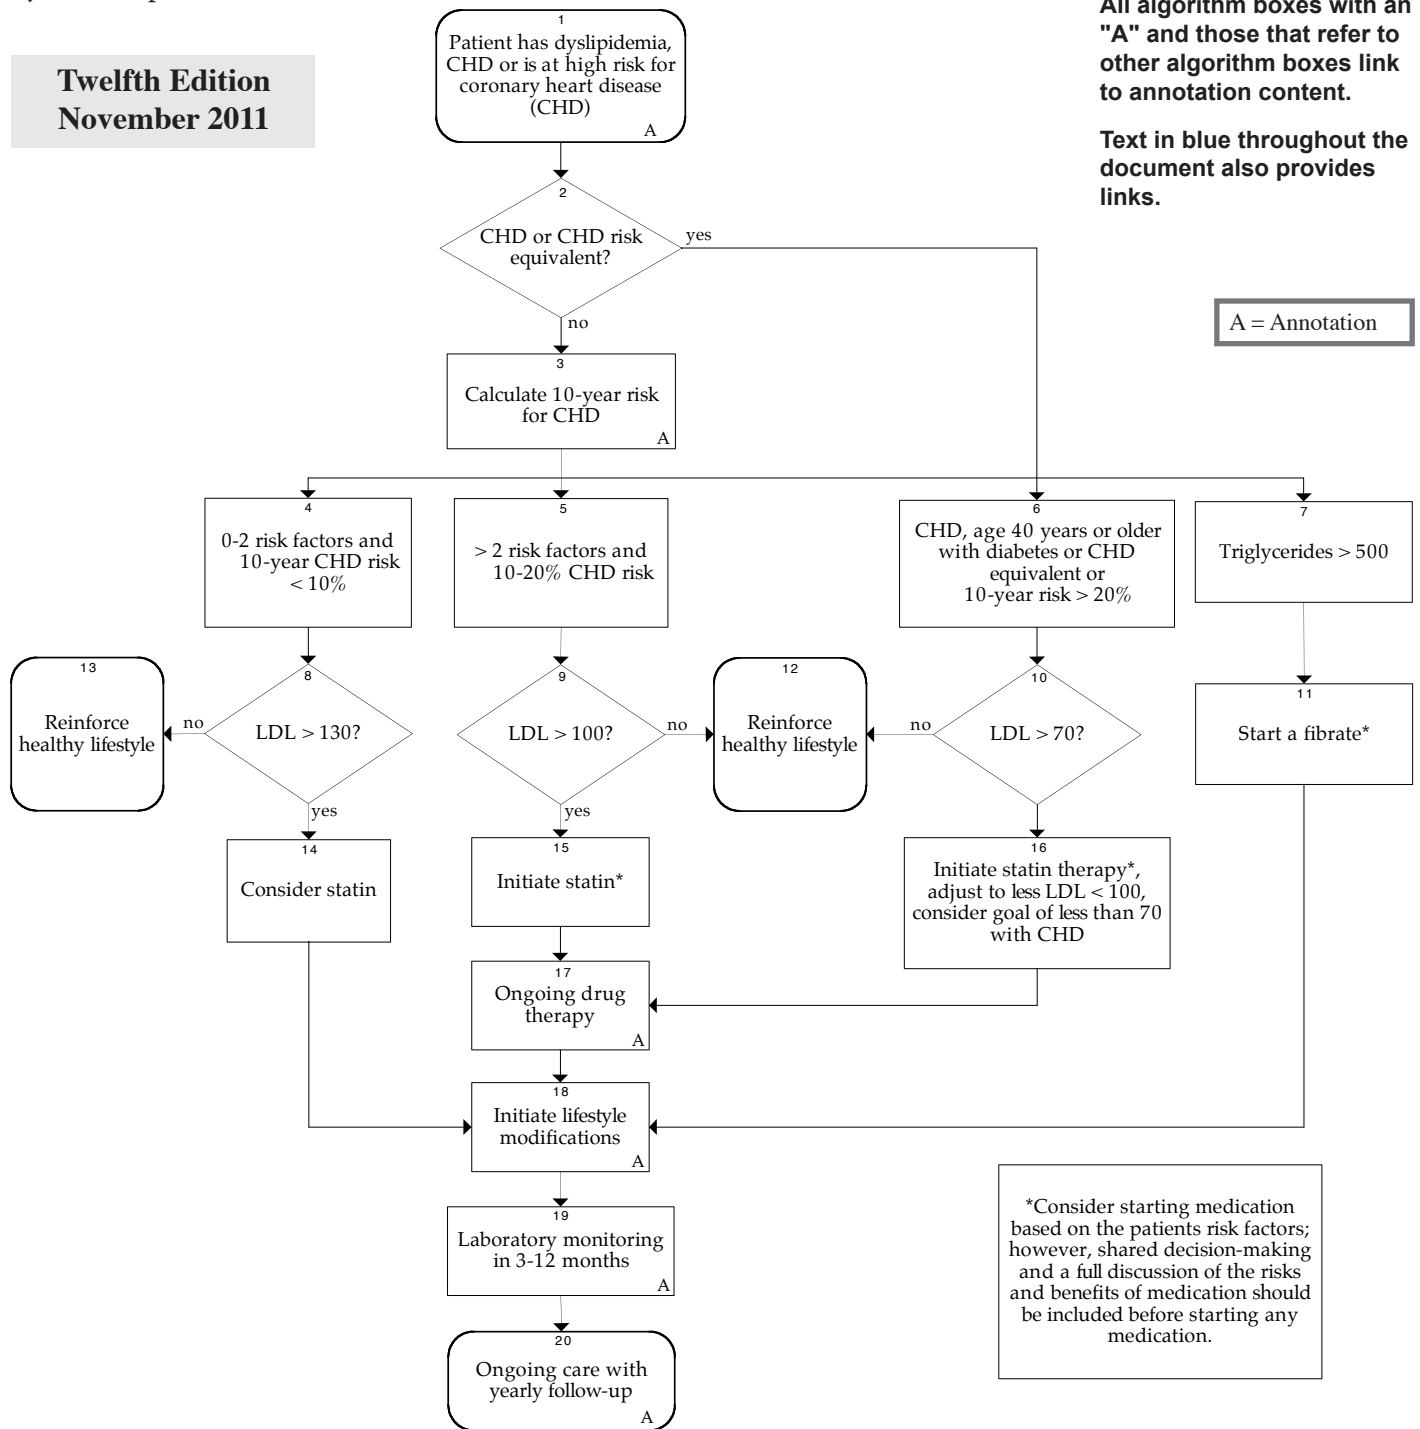 Twelfth Edition
November 2011
All algorithm boxes with an
"A" and those that refer to
other algorithm boxes link
to annotation content.
Text in blue throughout the
document also provides
links.
A = Annotation
1
Patient has dyslipidemia,
CHD or is at high risk for
coronary heart disease
(CHD)
A
2
CHD or CHD risk
equivalent?
yes
no
3
Calculate 10-year risk
for CHD
A
4
0-2 risk factors and
10-year CHD risk
< 10%
5
> 2 risk factors and
10-20% CHD risk
6
CHD, age 40 years or older
with diabetes or CHD
equivalent or
10-year risk > 20%
7
Triglycerides > 500
13
Reinforce
healthy lifestyle
no
8
LDL > 130?
yes
9
LDL > 100?
no
yes
12
Reinforce
healthy lifestyle
no
10
LDL > 70?
11
Start a fibrate*
14
Consider statin
15
Initiate statin*
16
Initiate statin therapy*,
adjust to less LDL < 100,
consider goal of less than 70
with CHD
17
Ongoing drug
therapy
A
18
Initiate lifestyle
modifications
A
19
Laboratory monitoring
in 3-12 months
A
20
Ongoing care with
yearly follow-up
A
*Consider starting medication
based on the patients risk factors;
however, shared decision-making
and a full discussion of the risks
and benefits of medication should
be included before starting any
medication.